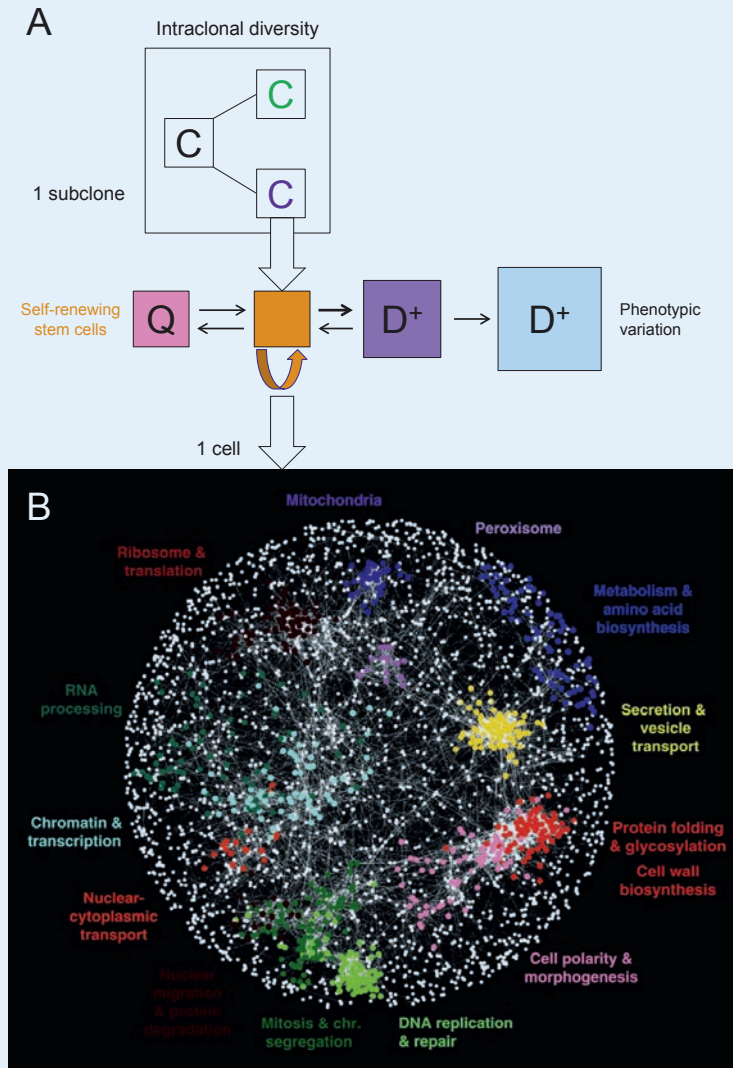 A
Intraclonal diversity
C
C
C
1 subclone
Self-renewing
stem cells
Q
D+
D+
Phenotypic
variation
1 cell
B
Mitochondria
Peroxisome
Ribosome &
translation
Metabolism &
amino acid
biosynthesis
RNA
processing
Secretion &
vesicle
transport
Chromatin &
transcription
Protein folding
& glycosylation
Cell wall
biosynthesis
Nuclear-
cytoplasmic
transport
Cell polarity &
morphogenesis
Nuclear
migration
& protein
degradation
Mitosis & chr.
segregation
DNA replication
& repair